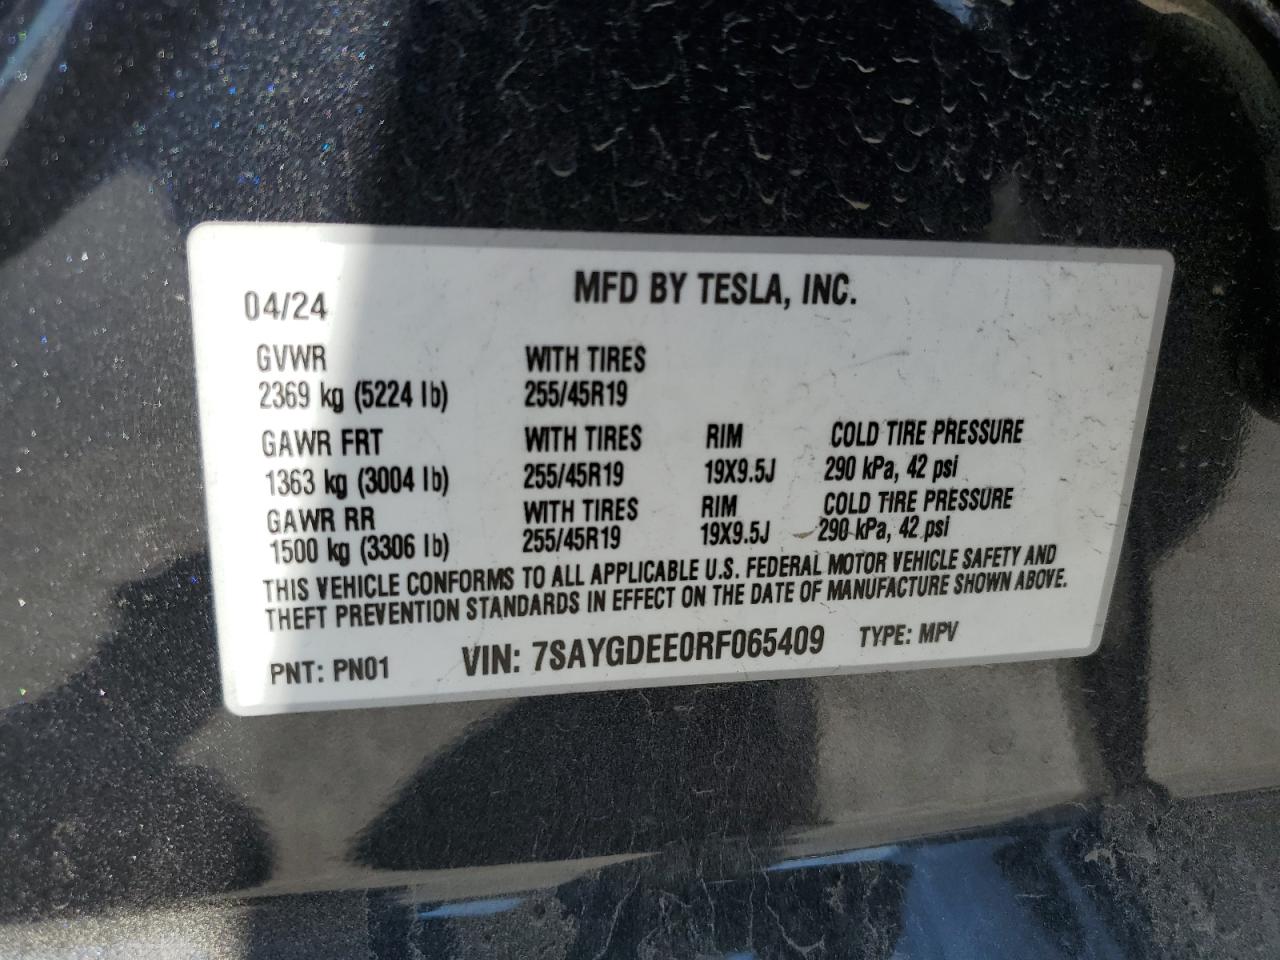 MFD BY TESLA, INC.
04/24
GVWR WITH TIRES
2369 kg (5224 lb) 255/45R19
GAWR FRT WITH TIRES RIM COLD TIRE PRESSURE
1363 kg (3004 lb) 255/45R19 19X9.5J 290 kPa, 42 psi
GAWR RR WITH TIRES RIM COLD TIRE PRESSURE
1500 kg (3306 lb) 255/45R19 19X9.5J 290 kPa, 42 psi
THIS VEHICLE CONFORMS TO ALL APPLICABLE U.S. FEDERAL MOTOR VEHICLE SAFETY AND
THEFT PREVENTION STANDARDS IN EFFECT ON THE DATE OF MANUFACTURE SHOWN ABOVE.
PNT: PN01 VIN: 7SAYGDEE0RF065409 TYPE: MPV